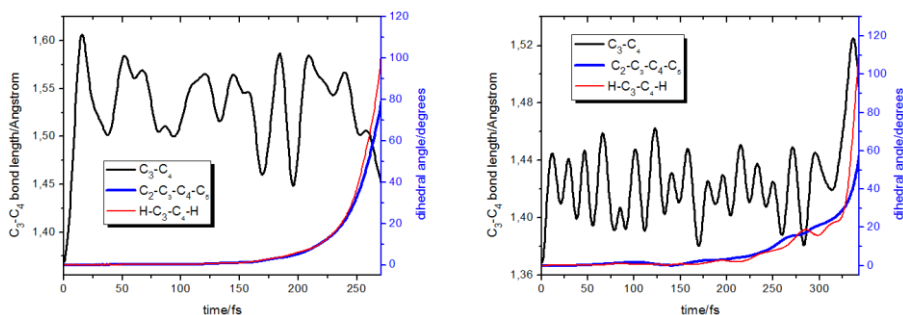 1,60
1,55
1,50
1,45
1,40
C₃-C₄ bond length/Angstrom
C₃-C₄
C₂-C₃-C4-C₅
H-C₃-C₄-H
120
100
80
60
40
20
0
dihedral angle/degrees
0 50 100 150 200 250
time/fs
1,52
1,48
1,44
1,40
1,36
C₃-C₄ bond length/Angstrom
C₃-C₄
C2-C₃-C4-C₅
H-C₃-C₄-H
120
100
80
60
40
20
0
dihedral angle/degrees
0 50 100 150 200 250 300
time/fs